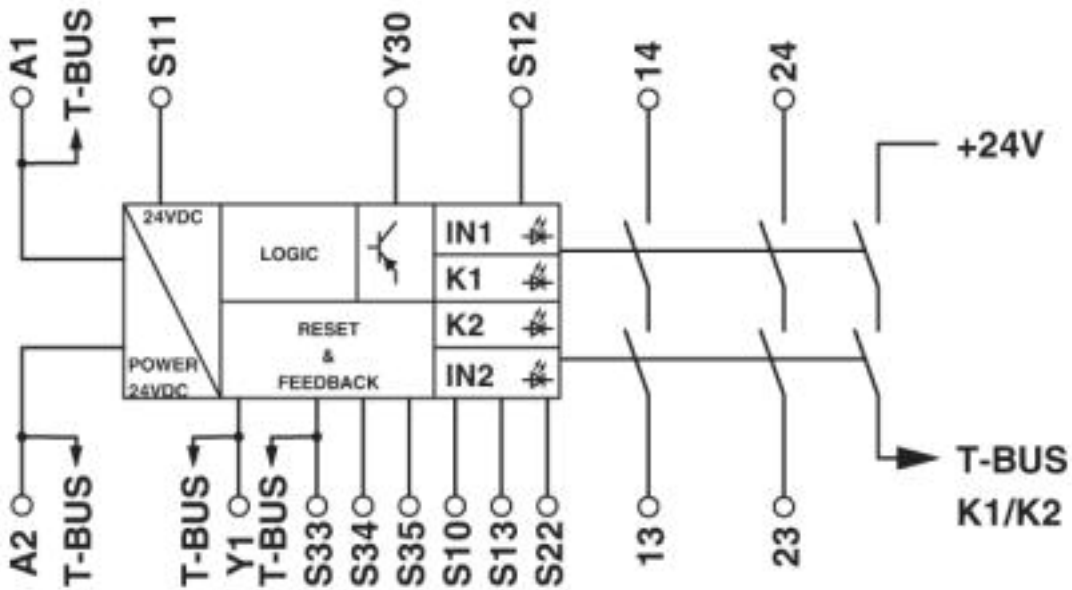 A1
T-BUS
S11
Y30
S12
14
24
+24V
24VDC
LOGIC
IN1
K1
RESET
&
FEEDBACK
K2
IN2
POWER
24VDC
T-BUS
K1/K2
A2
T-BUS
T-BUS
Y1
T-BUS
S33
S34
S35
S10
S13
S22
13
23